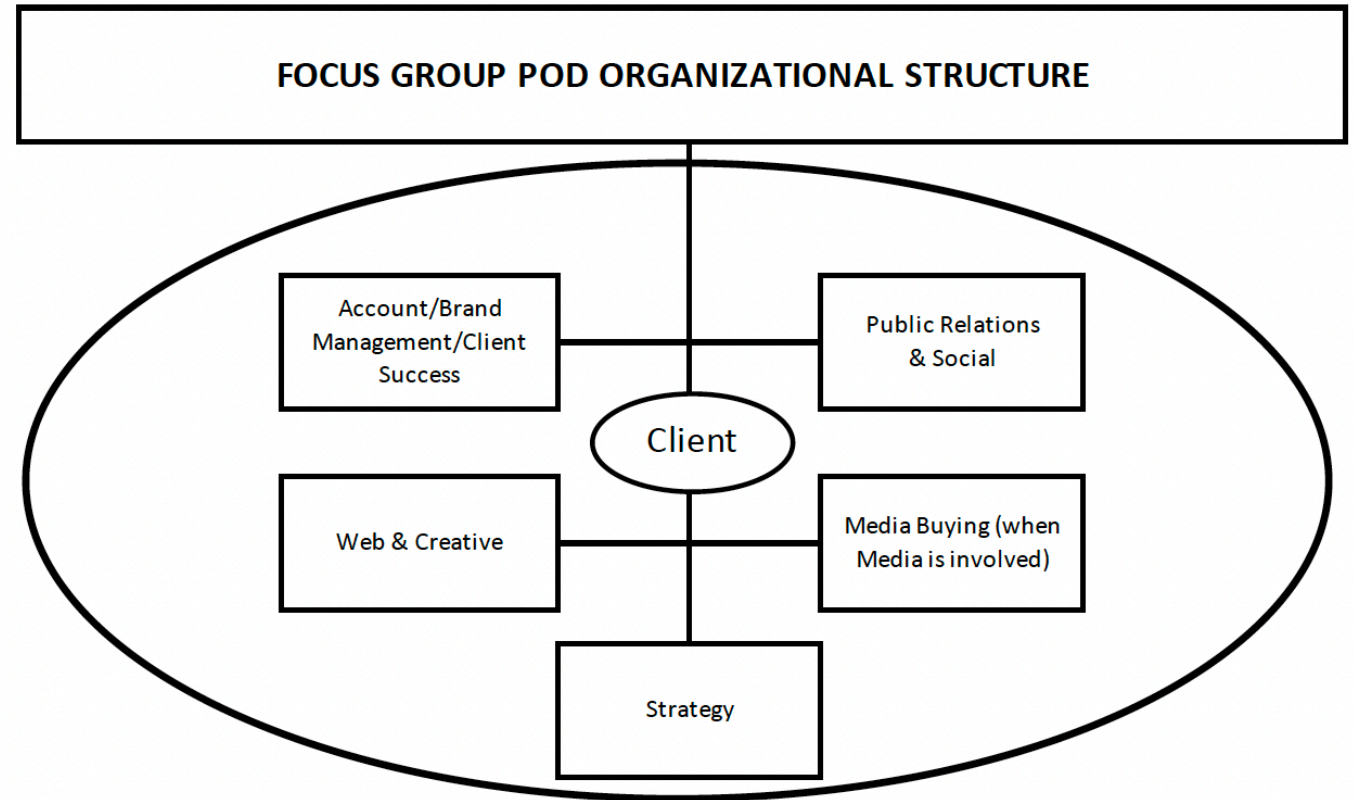 FOCUS GROUP POD ORGANIZATIONAL STRUCTURE
Account/Brand
Management/Client
Success
Public Relations
& Social
Client
Web & Creative
Media Buying (when
Media is involved)
Strategy